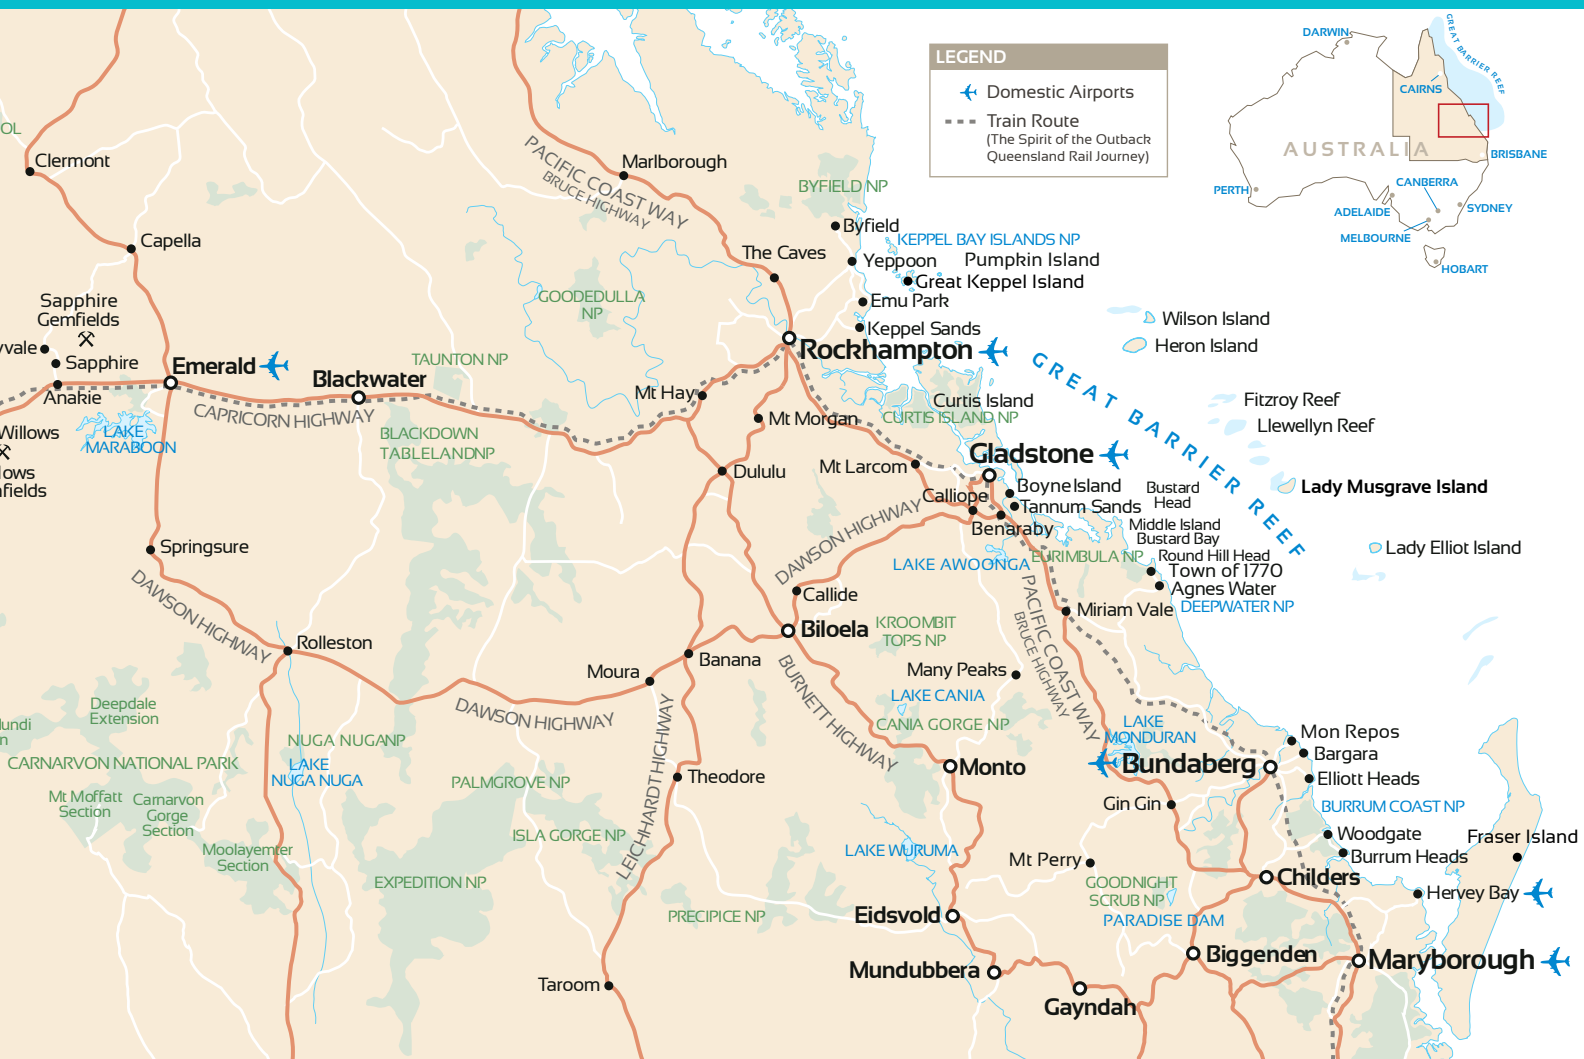 LEGEND
Domestic Airports
Train Route
(The Spirit of the Outback
Queensland Rail Journey)
DARWIN
GREAT BARRIER REEF
CAIRNS
AUSTRALIA
BRISBANE
PERTH
CANBERRA
ADELAIDE
SYDNEY
MELBOURNE
HOBART
OL
Clermont
Marlborough
PACIFIC COAST WAY
BRUCE HIGHWAY
BYFIELD NP
Byfield
Capella
KEPPEL BAY ISLANDS NP
The Caves
Yeppoon
Pumpkin Island
Great Keppel Island
Sapphire
Gemfields
GOODEDULLA
NP
Emu Park
Keppel Sands
Wilson Island
Heron Island
yvale
Sapphire
Emerald
TAUNTON NP
Rockhampton
Anakie
Blackwater
Mt Hay
Curtis Island
CURTIS ISLAND NP
Fitzroy Reef
Llewellyn Reef
GREAT BARRIER REEF
CAPRICORN HIGHWAY
Mt Morgan
Willows
LAKE
MARABOON
BLACKDOWN
TABLELANDNP
lows
fields
Dululu
Mt Larcom
Gladstone
Boyne Island
Tannum Sands
Calliope
Benaraby
Bustard
Head
Lady Musgrave Island
Middle Island
Bustard Bay
Springsure
DAWSON HIGHWAY
LAKE AWOONGA
EURIMBULA NP
Round Hill Head
Town of 1770
Agnes Water
Lady Elliot Island
DEEPWATER NP
Callide
Miriam Vale
DAWSON HIGHWAY
Rolleston
Biloela
KROOMBIT
TOPS NP
PACIFIC COAST WAY
BRUCE HIGHWAY
Moura
Banana
Many Peaks
BURNETT HIGHWAY
LAKE CANIA
CANIA GORGE NP
DAWSON HIGHWAY
Deepdale
Extension
undi
n
LEICHHARDT HIGHWAY
LAKE
MONDURAN
Mon Repos
Bargara
NUGA NUGANP
CARNARVON NATIONAL PARK
LAKE
NUGA NUGA
Theodore
Monto
Bundaberg
Elliott Heads
PALMGROVE NP
Mt Moffatt
Section
Carnarvon
Gorge
Section
Gin Gin
BURRUM COAST NP
ISLA GORGE NP
Woodgate
Fraser Island
Moolayemter
Section
LAKE WURUMA
Mt Perry
Burrum Heads
EXPEDITION NP
GOODNIGHT
SCRUB NP
Childers
Hervey Bay
PRECIPICE NP
Eidsvold
PARADISE DAM
Biggenden
Maryborough
Mundubbera
Taroom
Gayndah